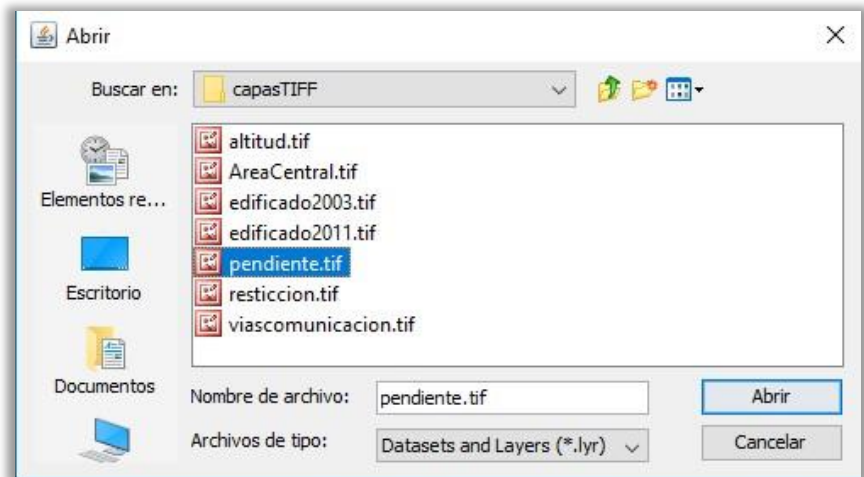 Abrir
Buscar en: capasTIFF
altitud.tif
AreaCentral.tif
edificado2003.tif
edificado2011.tif
pendiente.tif
resticcion.tif
viascomunicacion.tif
Elementos re...
Escritorio
Documentos
Nombre de archivo: pendiente.tif Abrir
Archivos de tipo: Datasets and Layers (*.lyr) Cancelar